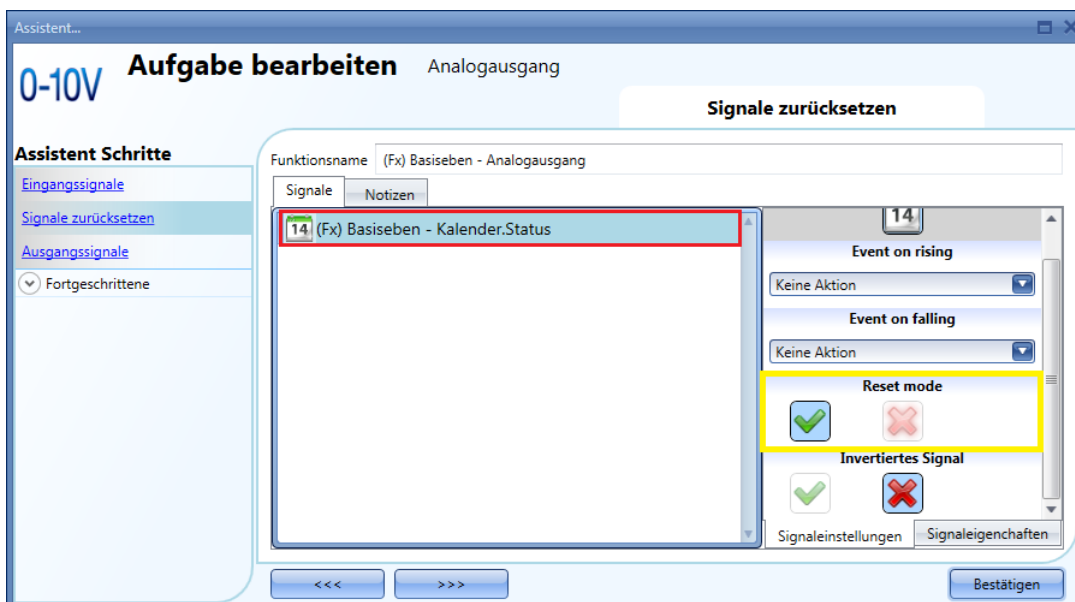 Assistent...
0-10V
Aufgabe bearbeiten Analogausgang
Signale zurücksetzen
Assistent Schritte
Eingangssignale
Signale zurücksetzen
Ausgangssignale
Fortgeschrittene
Funktionsname (Fx) Basiseben - Analogausgang
Signale Notizen
14 (Fx) Basiseben - Kalender.Status
14
Event on rising
Keine Aktion
Event on falling
Keine Aktion
Reset mode
Invertiertes Signal
Signaleinstellungen Signaleigenschaften
<<< >>> Bestätigen